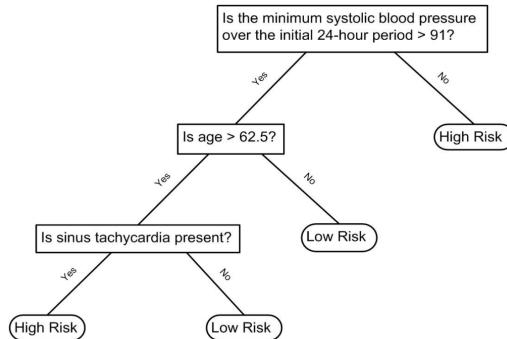 Is the minimum systolic blood pressure
over the initial 24-hour period > 91?
Yes
No
Is age > 62.5?
High Risk
Yes
No
Is sinus tachycardia present?
Low Risk
Yes
No
High Risk
Low Risk